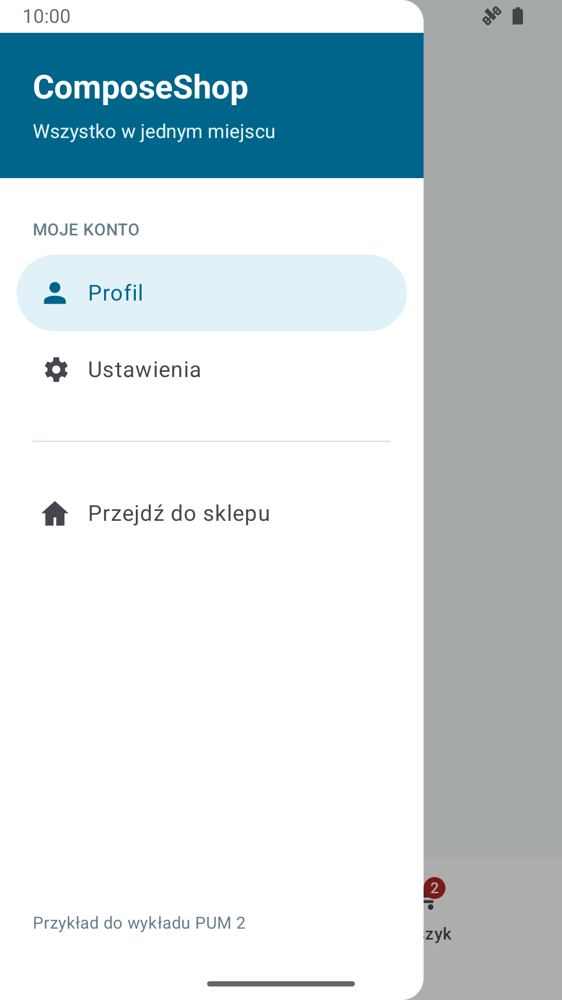 10:00
ComposeShop
Wszystko w jednym miejscu
MOJE KONTO
Profil
Ustawienia
Przejdź do sklepu
2
szyk
Przykład do wykładu PUM 2